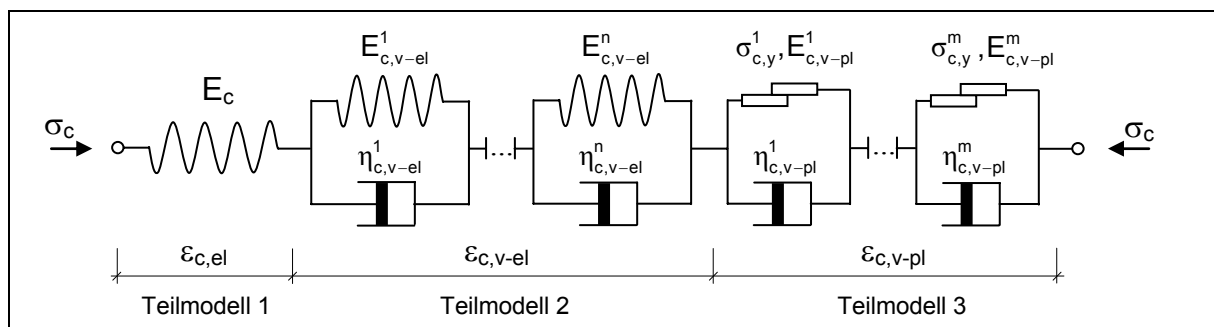 E_c
E^1_{c,v−el}
E^n_{c,v−el}
σ^1_{c,y}, E^1_{c,v−pl}
σ^m_{c,y}, E^m_{c,v−pl}
σ_c
...
...
σ_c
η^1_{c,v−el}
η^n_{c,v−el}
η^1_{c,v−pl}
η^m_{c,v−pl}
ε_{c,el}
ε_{c,v-el}
ε_{c,v-pl}
Teilmodell 1
Teilmodell 2
Teilmodell 3